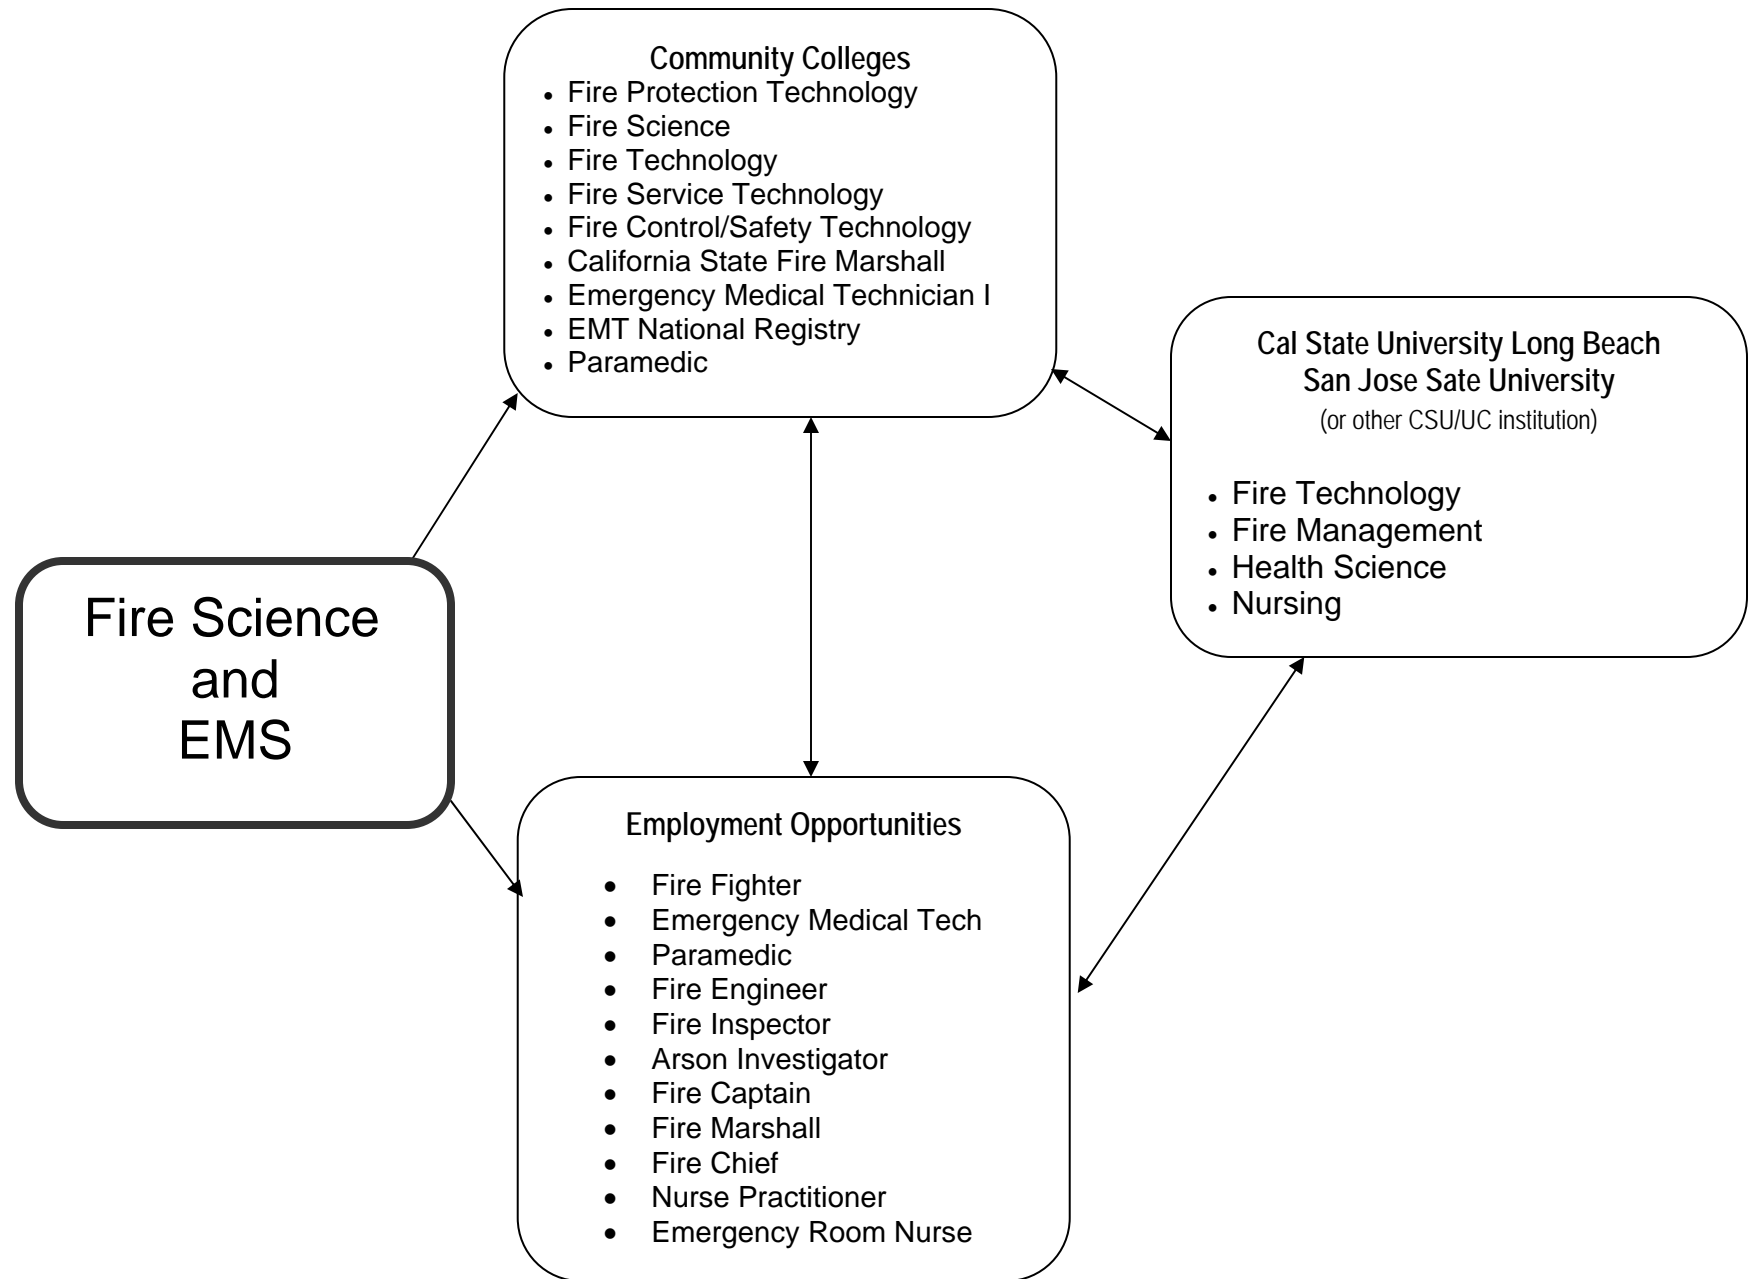 Community Colleges
• Fire Protection Technology
• Fire Science
• Fire Technology
• Fire Service Technology
• Fire Control/Safety Technology
• California State Fire Marshall
• Emergency Medical Technician I
• EMT National Registry
• Paramedic
Cal State University Long Beach
San Jose Sate University
(or other CSU/UC institution)
• Fire Technology
• Fire Management
• Health Science
• Nursing
Fire Science
and
EMS
Employment Opportunities
• Fire Fighter
• Emergency Medical Tech
• Paramedic
• Fire Engineer
• Fire Inspector
• Arson Investigator
• Fire Captain
• Fire Marshall
• Fire Chief
• Nurse Practitioner
• Emergency Room Nurse